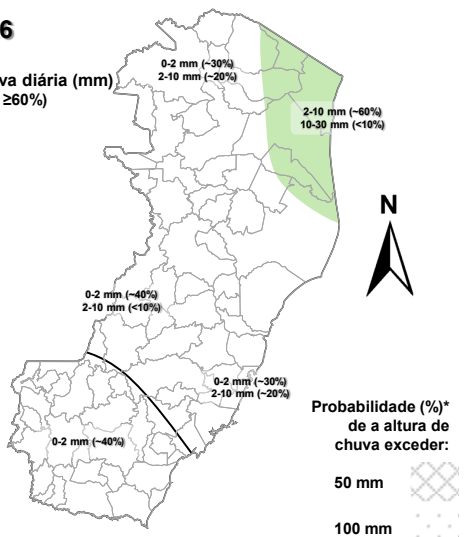 6
va diária (mm)
≥60%)
0-2 mm (~30%)
2-10 mm (~20%)
2-10 mm (~60%)
10-30 mm (<10%)
N
0-2 mm (~40%)
2-10 mm (<10%)
0-2 mm (~30%)
2-10 mm (~20%)
0-2 mm (~40%)
Probabilidade (%)*
de a altura de
chuva exceder:
50 mm
100 mm